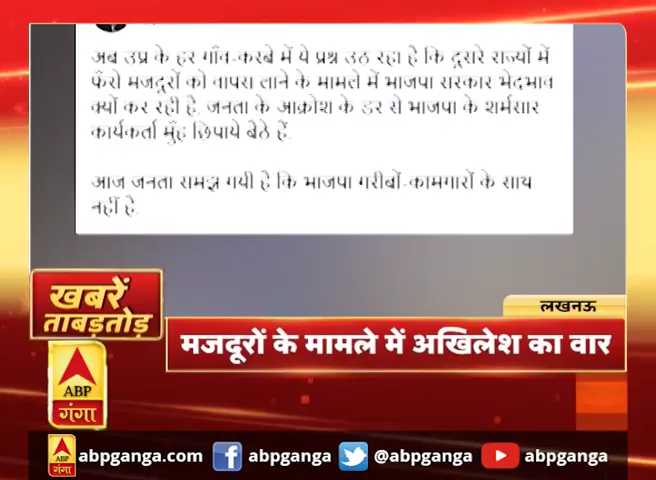 अब उप्र के हर गाँव-कस्बे में ये प्रश्न उठ रहा है कि दूसरे राज्यों में
फँसे मजदूरों को वापस लाने के मामले में भाजपा सरकार भेदभाव
क्यों कर रही है. जनता के आक्रोश के डर से भाजपा के शर्मसार
कार्यकर्ता मुँह छिपाये बैठे हैं.
आज जनता समझ गयी है कि भाजपा गरीबों-कामगारों के साथ
नहीं है.
खबरें
ताबड़तोड़
लखनऊ
मजदूरों के मामले में अखिलेश का वार
ABP
गंगा
ABP
गंगा
abpganga.com
abpganga
@abpganga
abpganga